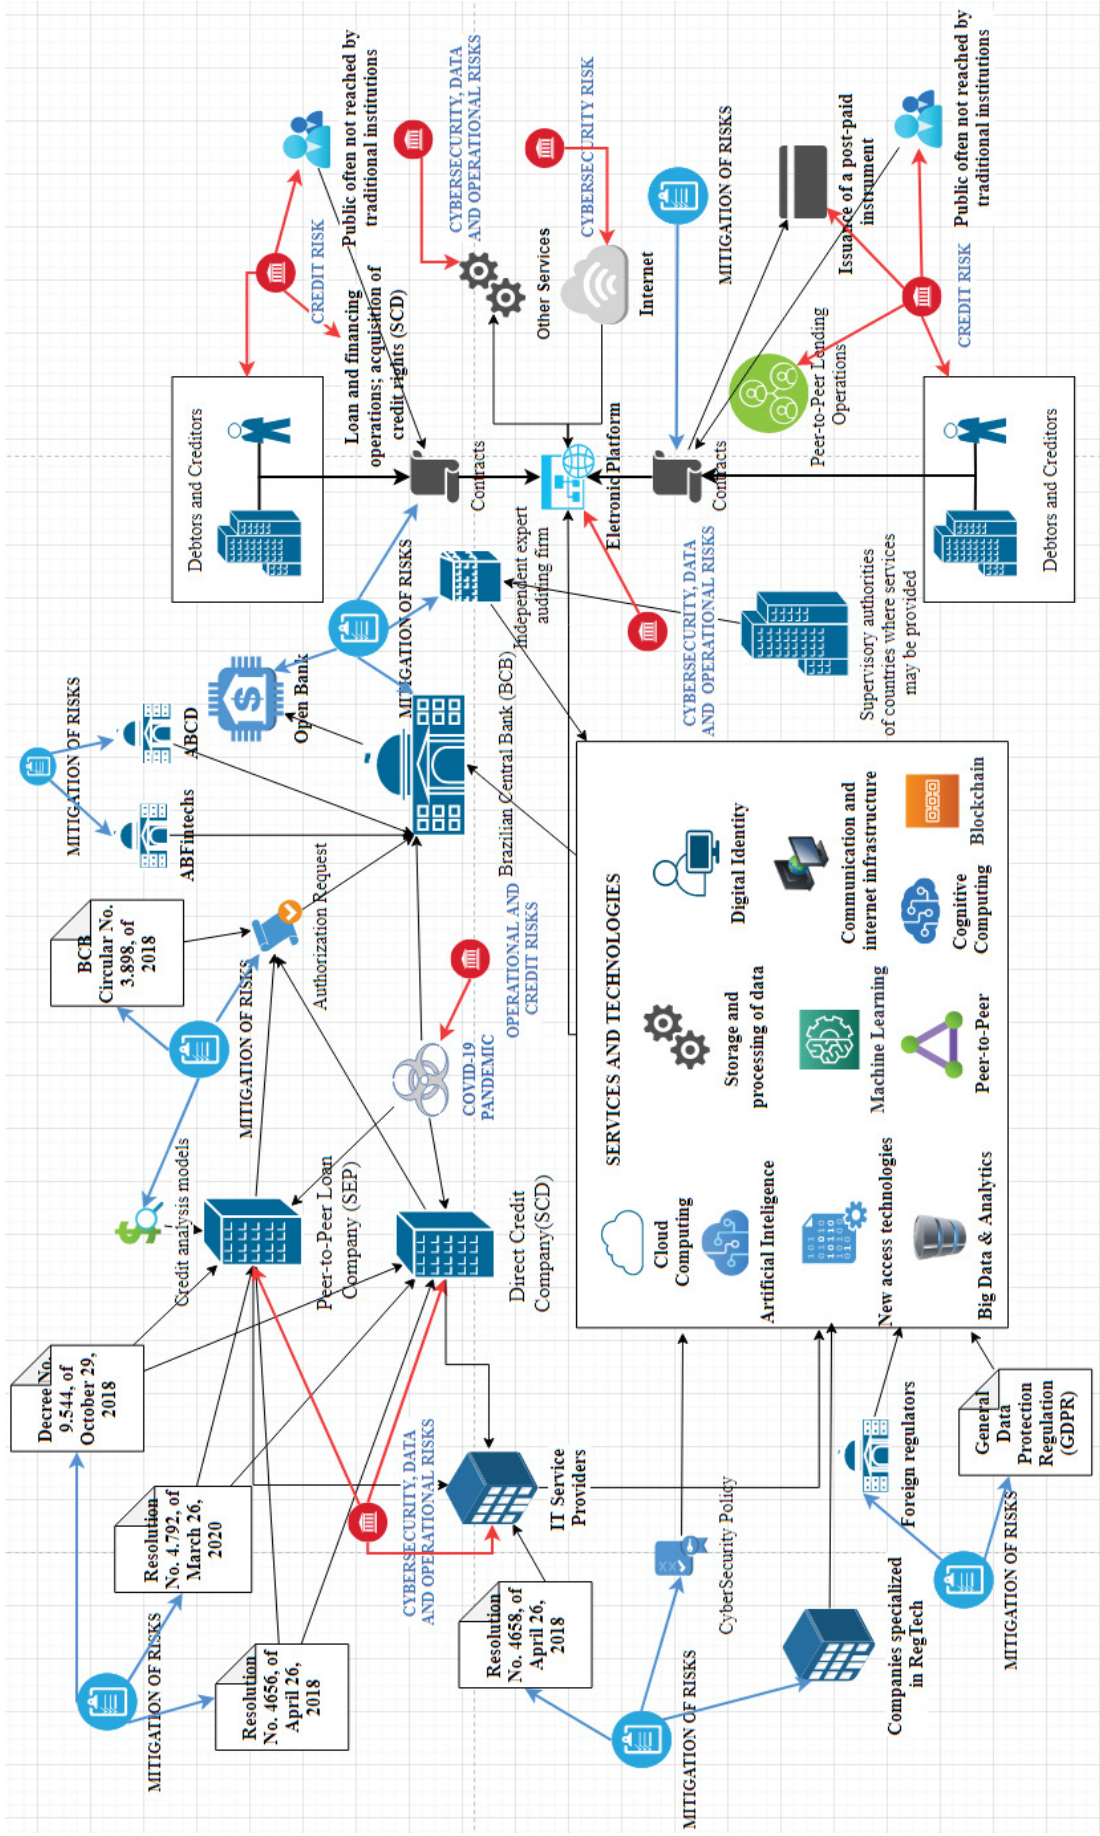 MITIGATION OF RISKS
Decree No.
9.544, of
October 29,
2018
Resolution
No. 4.792, of
March 26,
2020
Resolution
No. 4656, of
April 26,
2018
Credit analysis models
Peer-to-Peer Loan
Company (SEP)
Direct Credit
Company(SCD)
MITIGATION OF RISKS
BCB
Circular No.
3.898, of
2018
Authorization Request
COVID-19
PANDEMIC
OPERATIONAL AND
CREDIT RISKS
MITIGATION OF RISKS
ABFintechs
ABCD
Open Bank
MITIGATION OF RISKS
Brazilian Central Bank (BCB)
Independent expert
auditing firm
Debtors and Creditors
CREDIT RISK
Public often not reached by
traditional institutions
Loan and financing
operations; acquisition of
credit rights (SCD)
Contracts
CYBERSECURITY, DATA
AND OPERATIONAL RISKS
Other Services
CYBERSECURITY RISK
Internet
Eletronic Platform
CYBERSECURITY, DATA
AND OPERATIONAL RISKS
IT Service
Providers
Resolution
No. 4658, of
April 26,
2018
MITIGATION OF RISKS
CyberSecurity Policy
Companies specialized
in RegTech
Foreign regulators
General
Data
Protection
Regulation
(GDPR)
MITIGATION OF RISKS
SERVICES AND TECHNOLOGIES
Cloud
Computing
Storage and
processing of data
Digital Identity
Artificial Inteligence
Machine Learning
Communication and
internet infrastructure
New access technologies
Cognitive
Computing
Big Data & Analytics
Peer-to-Peer
Blockchain
CYBERSECURITY, DATA
AND OPERATIONAL RISKS
Supervisory authorities
of countries where services
may be provided
Contracts
MITIGATION OF RISKS
Peer-to-Peer Lending
Operations
Issuance of a post-paid
instrument
CREDIT RISK
Public often not reached by
traditional institutions
Debtors and Creditors